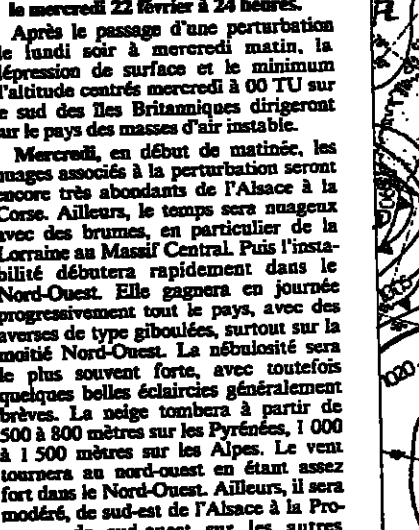 le mercredi 22 février à 24 heures.
Après le passage d'une perturbation
de lundi soir à mercredi matin, la
dépression de surface et le minimum
d'altitude centrés mercredi à 00 TU sur
le sud des îles Britanniques dirigeront
sur le pays des masses d'air instable.
Mercredi, en début de matinée, les
nuages associés à la perturbation seront
encore très abondants de l'Alsace à la
Corse. Ailleurs, le temps sera nuageux
avec des brumes, en particulier de la
Lorraine au Massif Central. Puis l'insta-
bilité débutera rapidement dans le
Nord-Ouest. Elle gagnera en journée
progressivement tout le pays, avec des
averses de type giboulées, surtout sur la
moitié Nord-Ouest. La nébulosité sera
le plus souvent forte, avec toutefois
quelques belles éclaircies généralement
brèves. La neige tombera à partir de
500 à 800 mètres sur les Pyrénées, 1 000
à 1 500 mètres sur les Alpes. Le vent
tournera au nord-ouest en étant assez
fort dans le Nord-Ouest. Ailleurs, il sera
modéré, de sud-est de l'Alsace à la Pro-
sud-ouest sur les autres
1005
1020